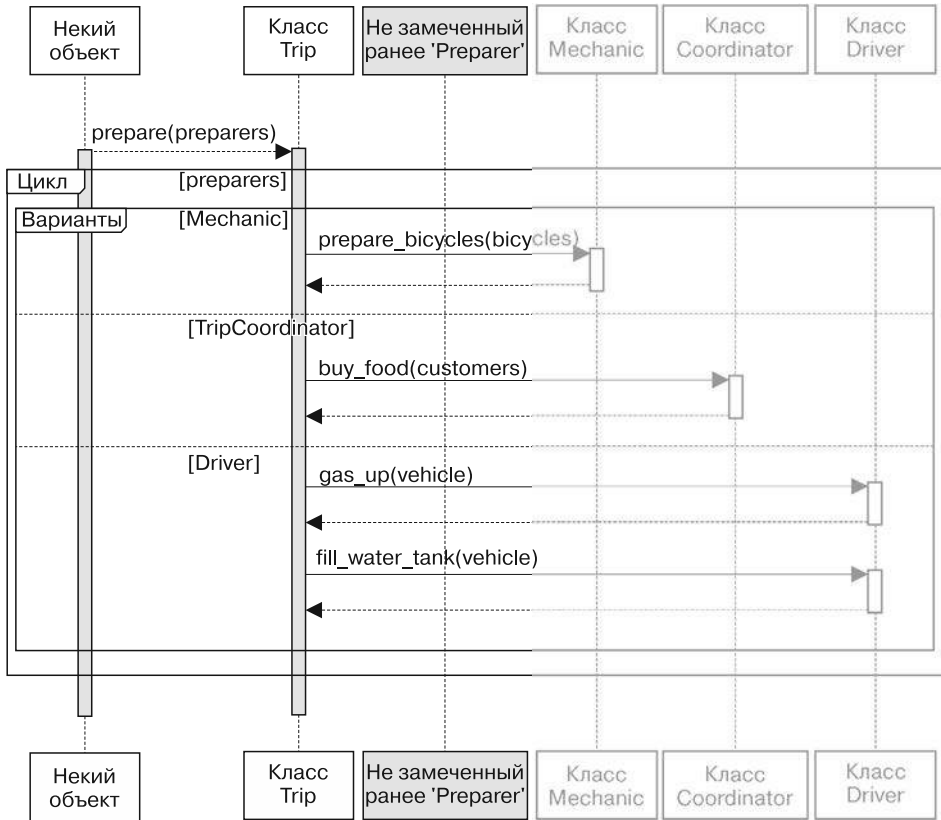 Некий
объект
Класс
Trip
Не замеченный
ранее 'Preparer'
Класс
Mechanic
Класс
Coordinator
Класс
Driver
prepare(preparers)
Цикл
[preparers]
Варианты
[Mechanic]
prepare_bicycles(bicycles)
[TripCoordinator]
buy_food(customers)
[Driver]
gas_up(vehicle)
fill_water_tank(vehicle)
Некий
объект
Класс
Trip
Не замеченный
ранее 'Preparer'
Класс
Mechanic
Класс
Coordinator
Класс
Driver